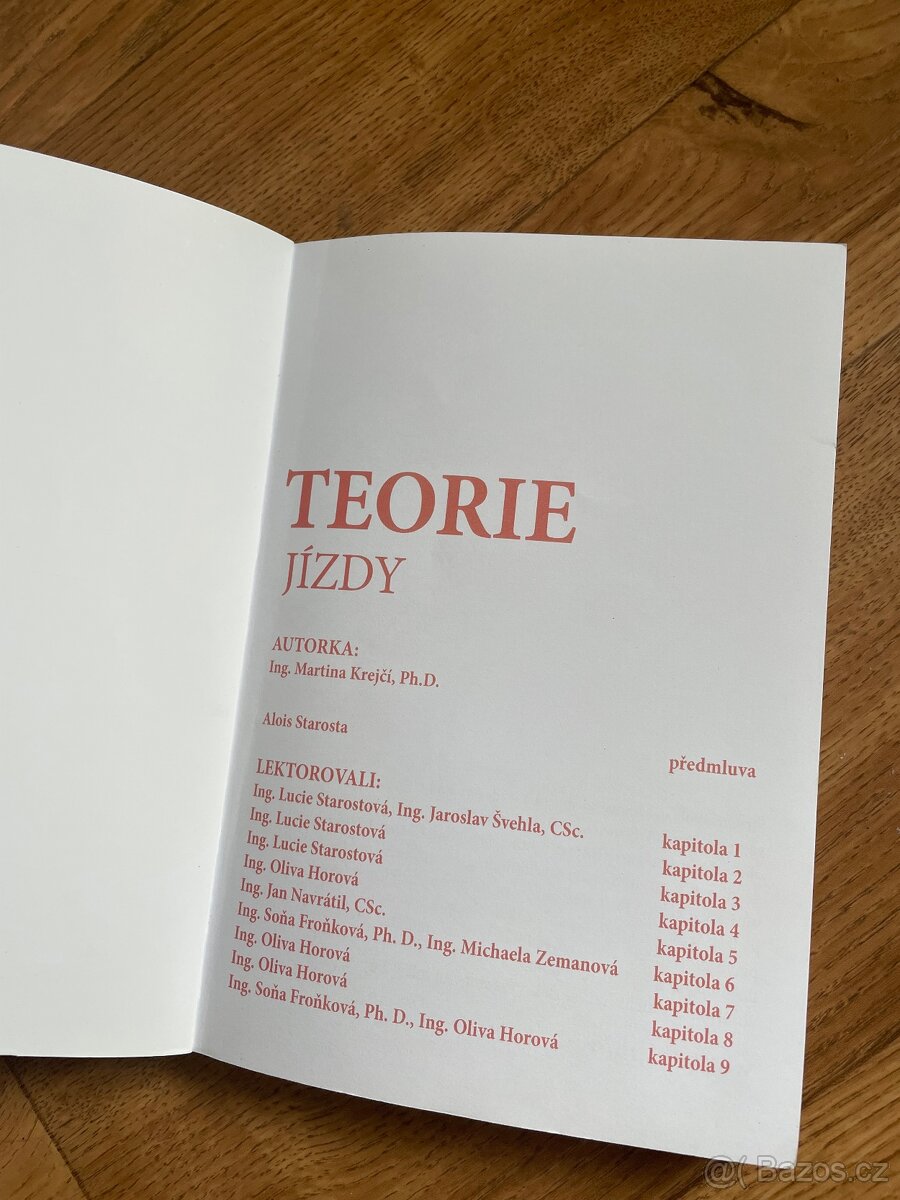 TEORIE
JÍZDY
AUTORKA:
Ing. Martina Krejčí, Ph.D.
Alois Starosta předmluva
LEKTOROVALI:
Ing. Lucie Starostová, Ing. Jaroslav Švehla, CSc. kapitola 1
Ing. Lucie Starostová kapitola 2
Ing. Lucie Starostová kapitola 3
Ing. Oliva Horová kapitola 4
Ing. Jan Navrátil, CSc. kapitola 5
Ing. Soňa Froňková, Ph. D., Ing. Michaela Zemanová kapitola 6
Ing. Oliva Horová kapitola 7
Ing. Oliva Horová kapitola 8
Ing. Soňa Froňková, Ph. D., Ing. Oliva Horová kapitola 9
@( Bazos.cz